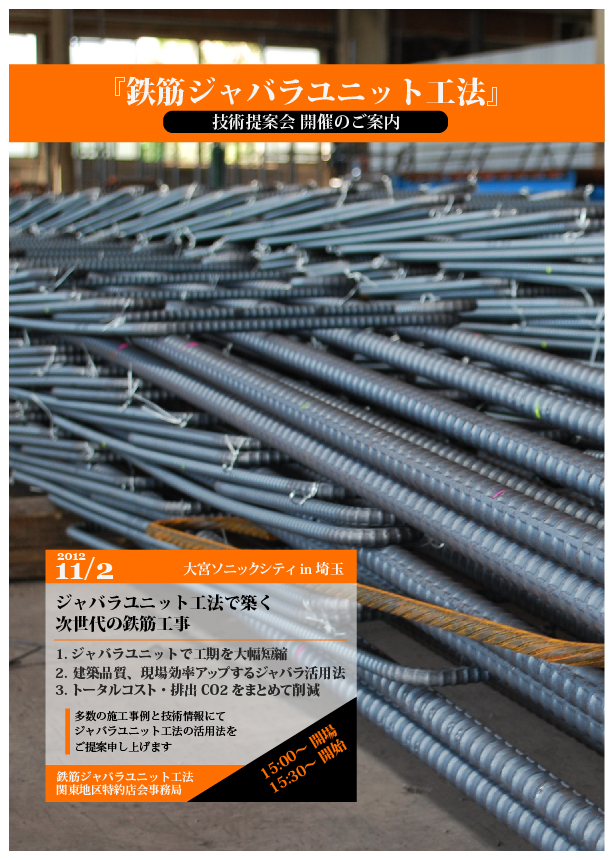 『鉄筋ジャバラユニット工法』
技術提案会 開催のご案内
2012
11/2
大宮ソニックシティ in 埼玉
ジャバラユニット工法で築く
次世代の鉄筋工事
1. ジャバラユニットで工期を大幅短縮
2. 建築品質、現場効率アップするジャバラ活用法
3. トータルコスト・排出 CO2 をまとめて削減
多数の施工事例と技術情報にて
ジャバラユニット工法の活用法を
ご提案申し上げます
15:00〜 開場
15:30〜 開始
鉄筋ジャバラユニット工法
関東地区特約店会事務局